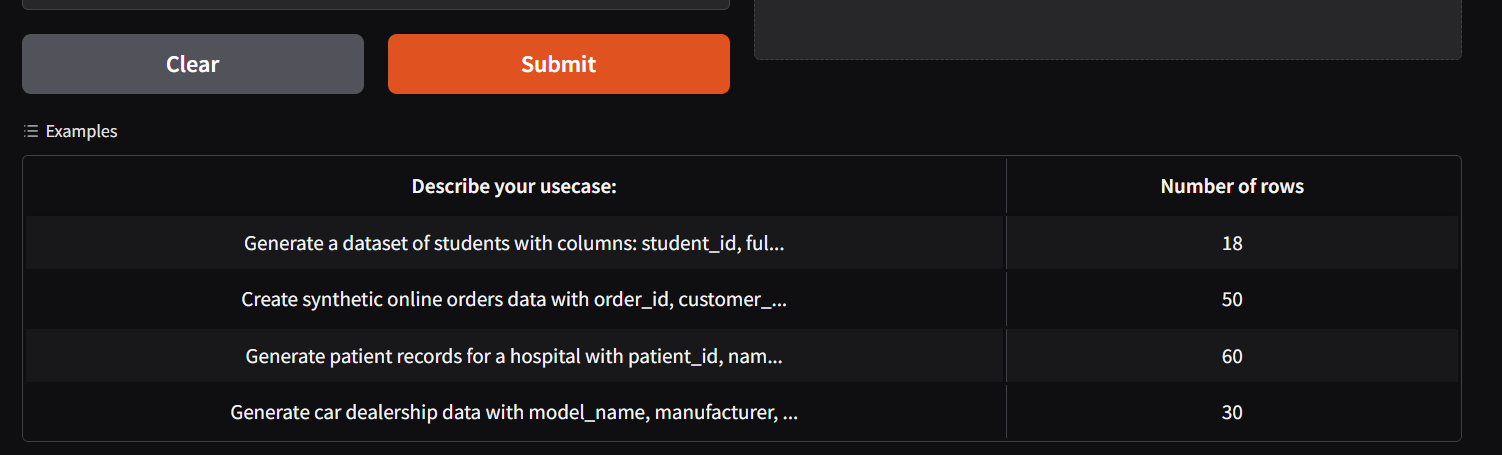 Clear
Submit
Examples
Describe your usecase:
Number of rows
Generate a dataset of students with columns: student_id, ful...
18
Create synthetic online orders data with order_id, customer_...
50
Generate patient records for a hospital with patient_id, nam...
60
Generate car dealership data with model_name, manufacturer, ...
30